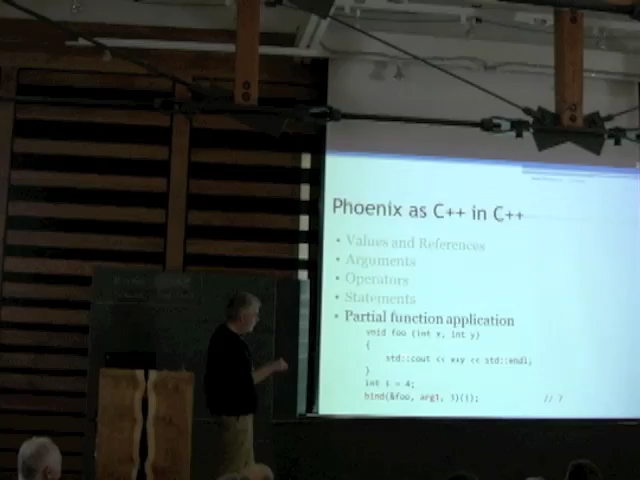 Phoenix as C++ in C++
• Values and References
• Arguments
• Operators
• Statements
• Partial function application
void foo (int x, int y)
{
std::cout << x+y << std::endl;
}
int i = 4;
bind(&foo, arg1, 3)(i); // 7